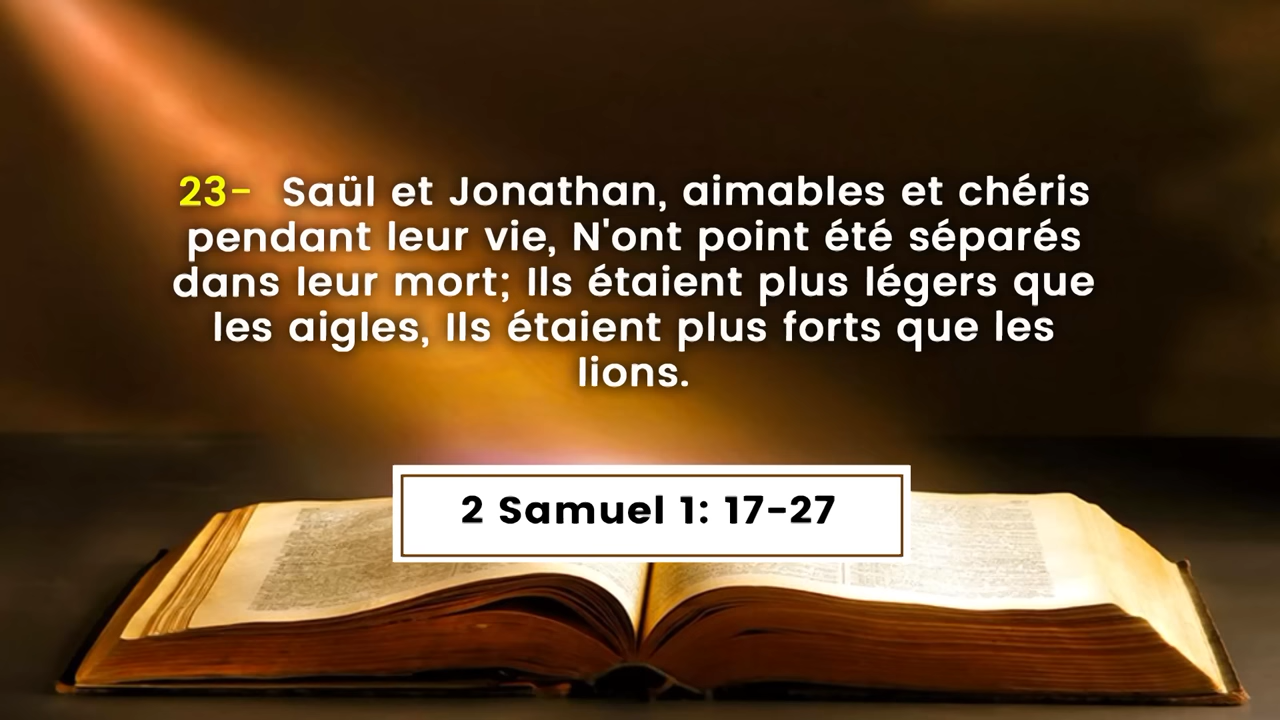 23- Saül et Jonathan, aimables et chéris
pendant leur vie, N'ont point été séparés
dans leur mort; Ils étaient plus légers que
les aigles, Ils étaient plus forts que les
lions.
2 Samuel 1: 17-27